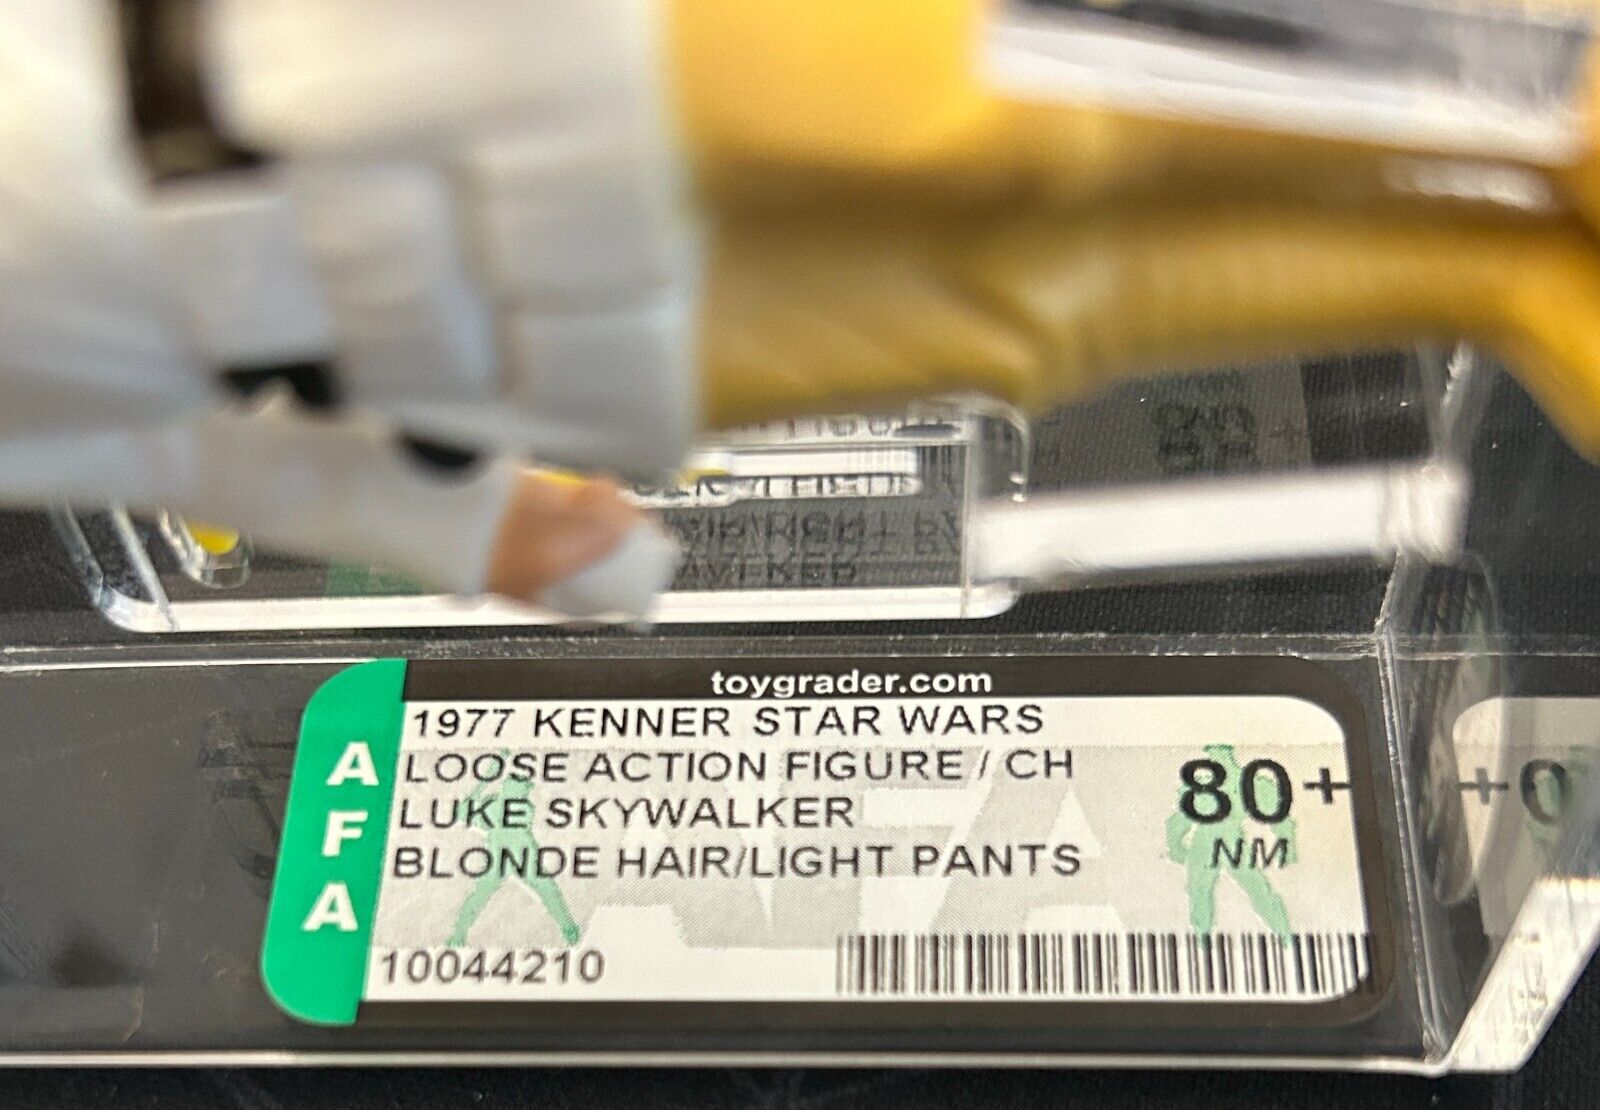 toygrader.com
AFA
1977 KENNER STAR WARS
LOOSE ACTION FIGURE / CH
LUKE SKYWALKER
BLONDE HAIR/LIGHT PANTS
80+
NM
10044210